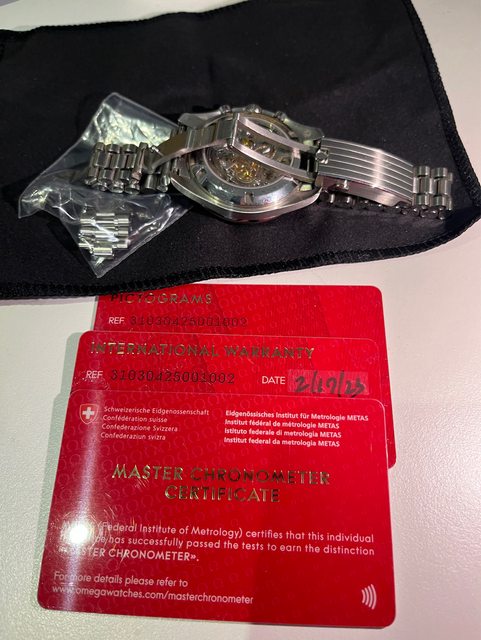 PICTOGRAMS
REF. 31030425001002
INTERNATIONAL WARRANTY
REF. 31030425001002 DATE 2/17/23
Schweizerische Eidgenossenschaft
Confédération suisse
Confederazione Svizzera
Confederaziun svizra
Eidgenössisches Institut für Metrologie METAS
Institut fédéral de métrologie METAS
Istituto federale di metrologia METAS
Institut federal da metrologia METAS
MASTER CHRONOMETER
CERTIFICATE
(Federal Institute of Metrology) certifies that this individual
has successfully passed the tests to earn the distinction
«MASTER CHRONOMETER».
For more details please refer to
www.omegawatches.com/masterchronometer